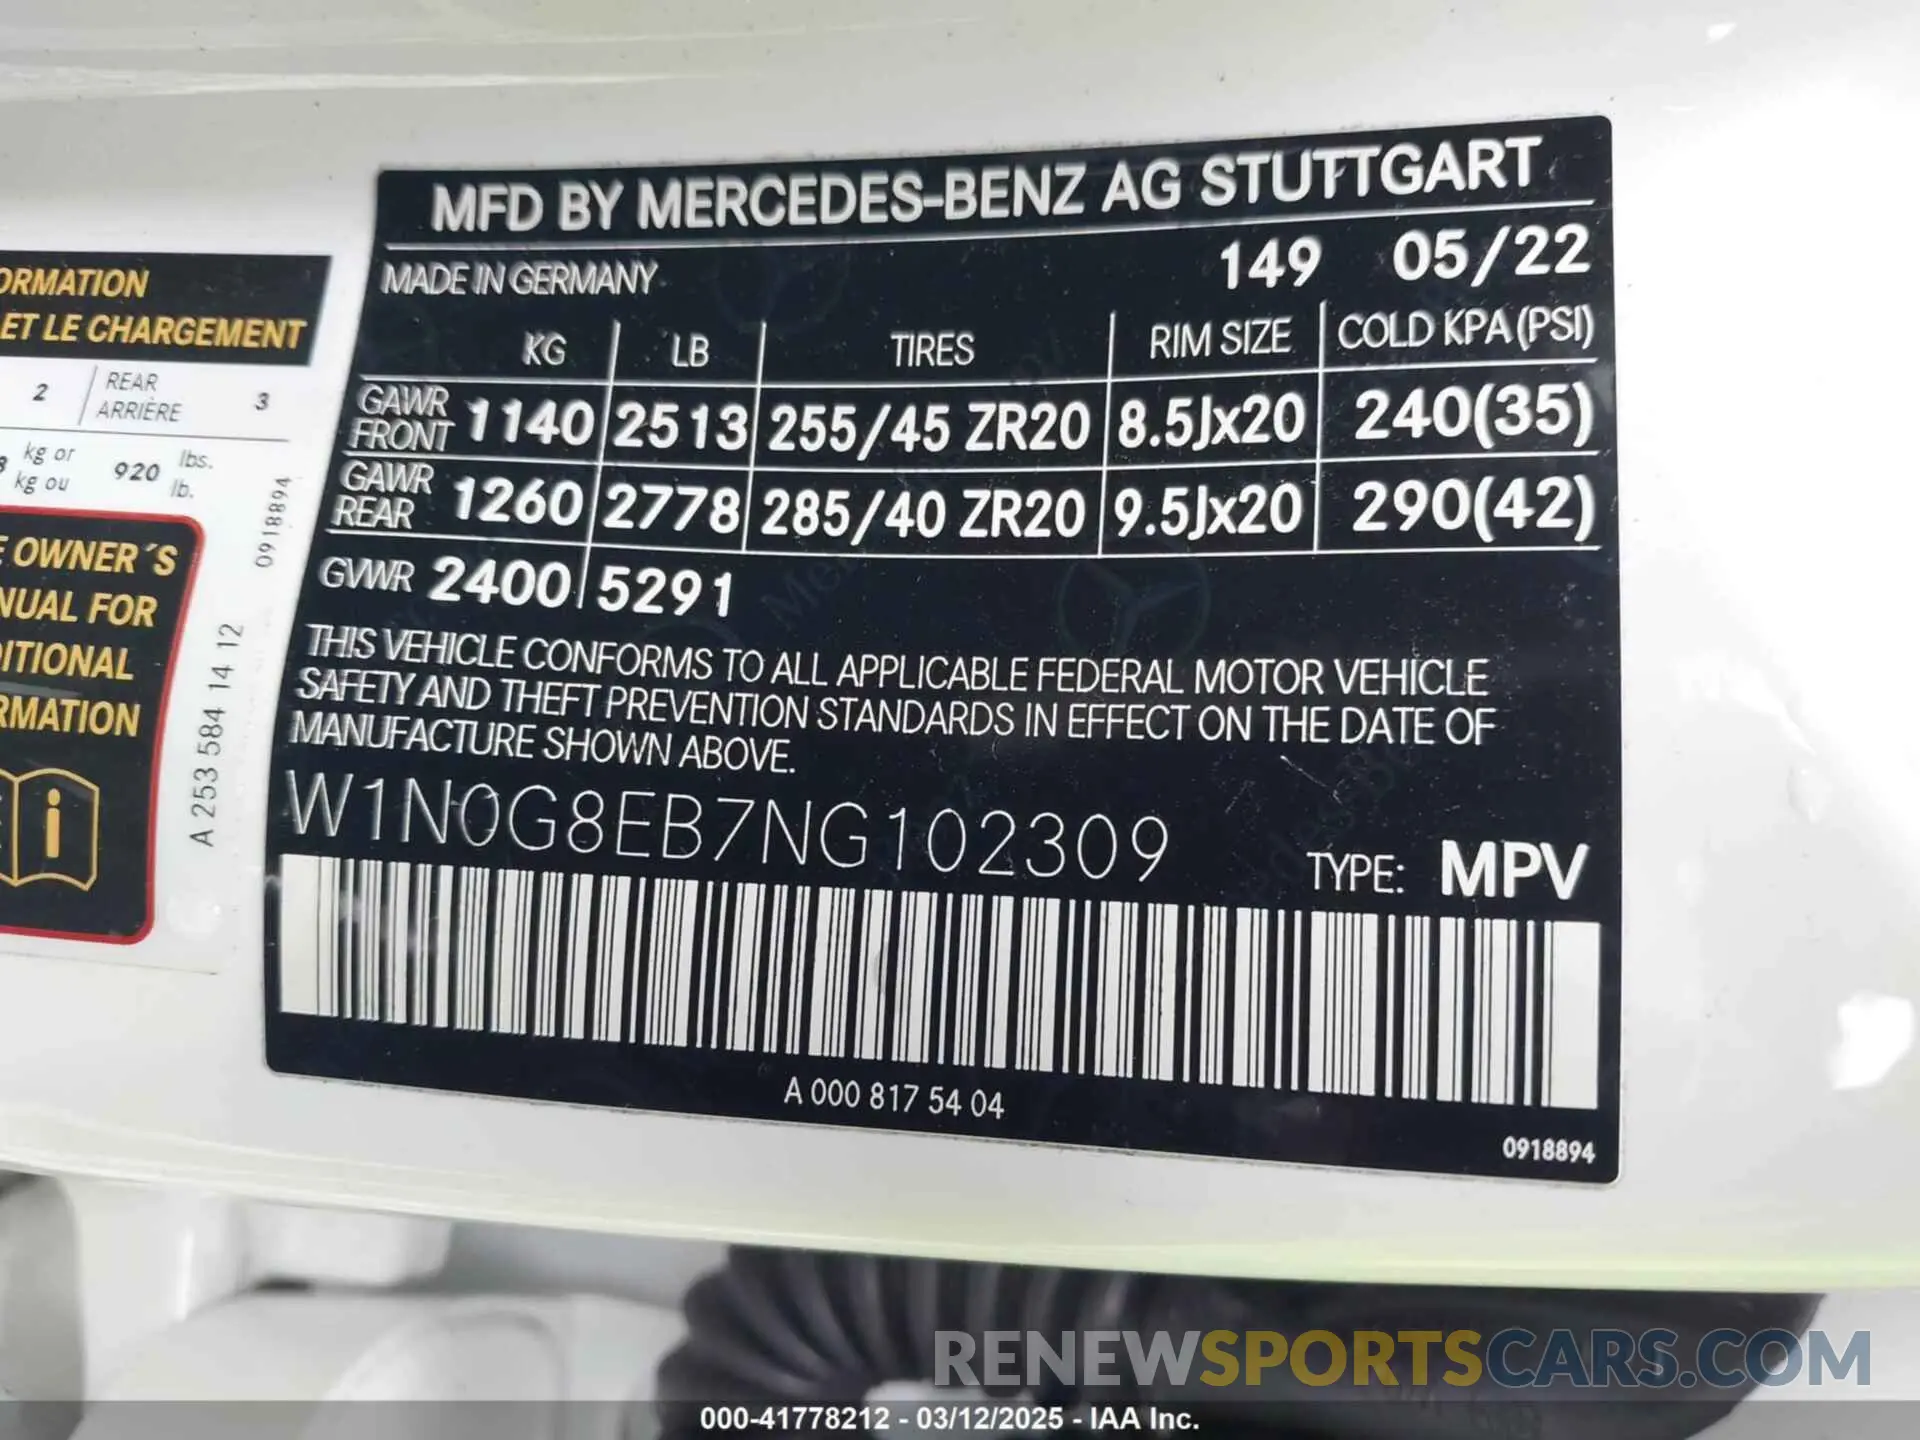 MFD BY MERCEDES-BENZ AG STUTTGART
MADE IN GERMANY 149 05/22
KG LB TIRES RIM SIZE COLD KPA (PSI)
GAWR FRONT 1140 2513 255/45 ZR20 8.5Jx20 240(35)
GAWR REAR 1260 2778 285/40 ZR20 9.5Jx20 290(42)
GVWR 2400 5291
THIS VEHICLE CONFORMS TO ALL APPLICABLE FEDERAL MOTOR VEHICLE
SAFETY AND THEFT PREVENTION STANDARDS IN EFFECT ON THE DATE OF
MANUFACTURE SHOWN ABOVE.
W1N0G8EB7NG102309
TYPE: MPV
A 000 817 54 04
0918894
ET LE CHARGEMENT
2 REAR 3
ARRIÈRE
kg or 920 lbs.
kg ou lb.
0918894
OWNER´S
FOR
A 253 584 14 12
RENEWSPORTSCARS.COM
000-41778212 - 03/12/2025 - IAA Inc.